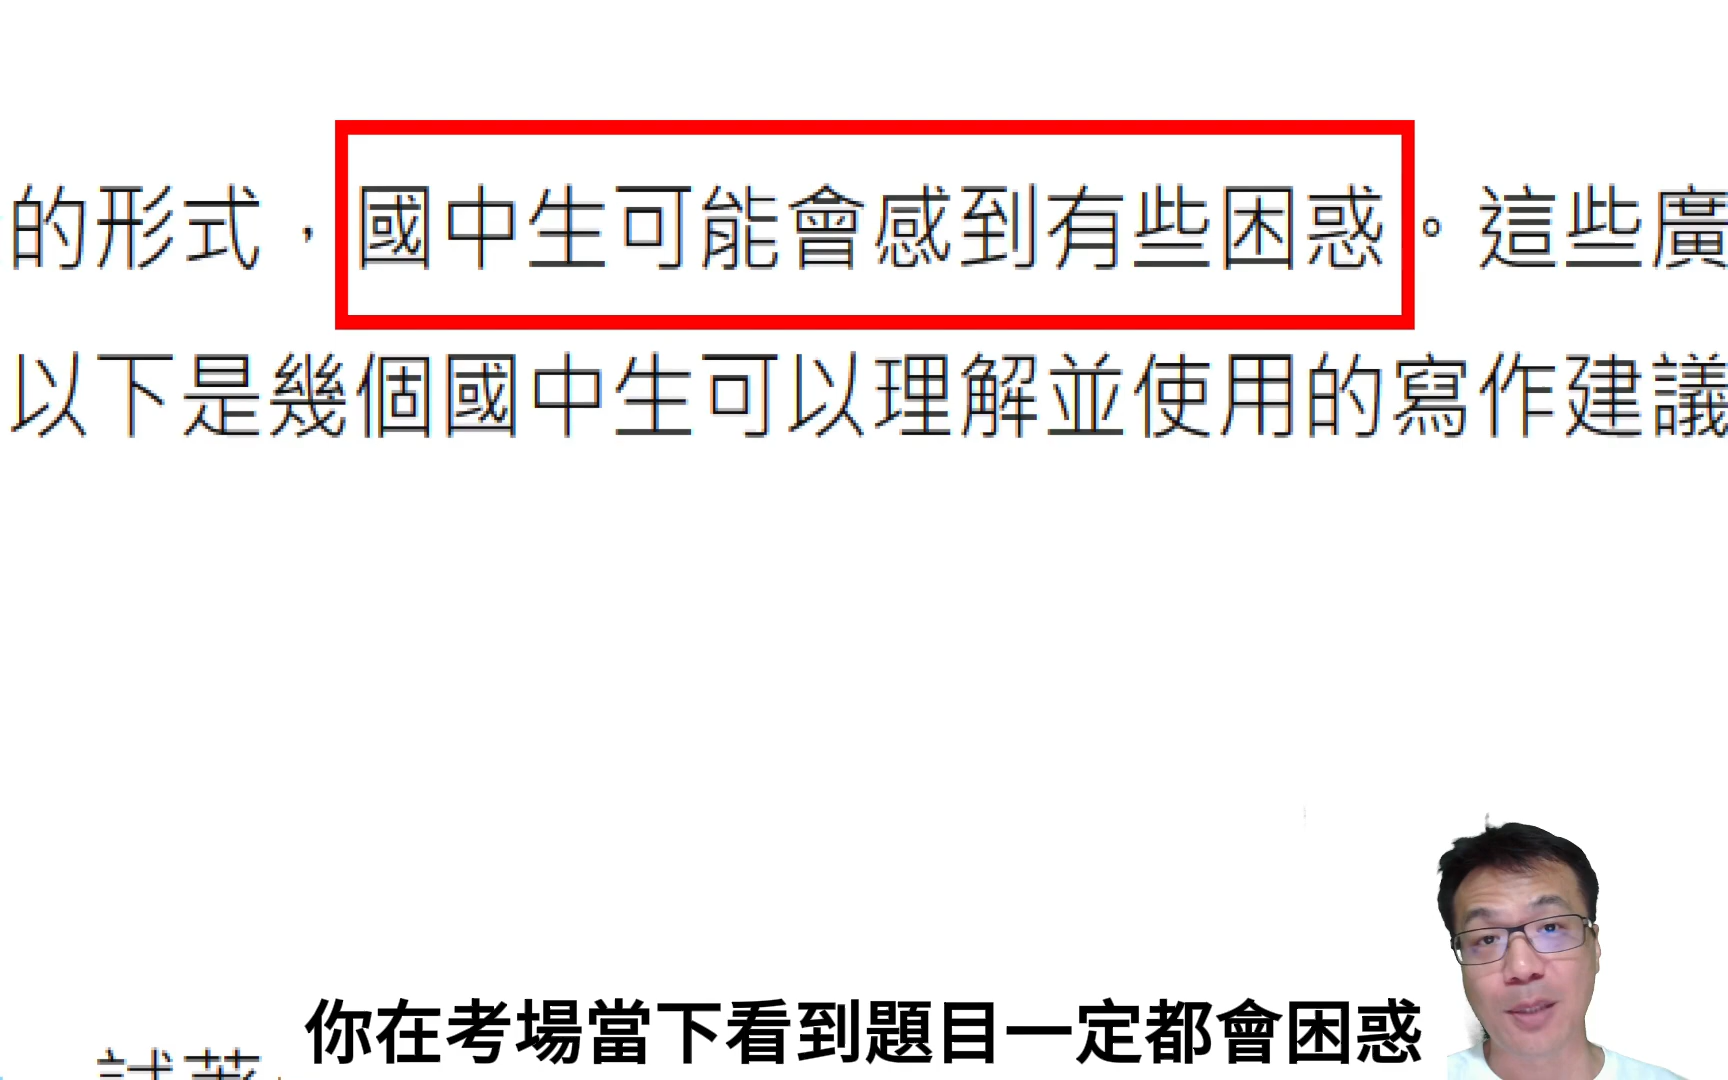 的形式，國中生可能會感到有些困惑。這些廣
以下是幾個國中生可以理解並使用的寫作建議
你在考場當下看到題目一定都會困惑